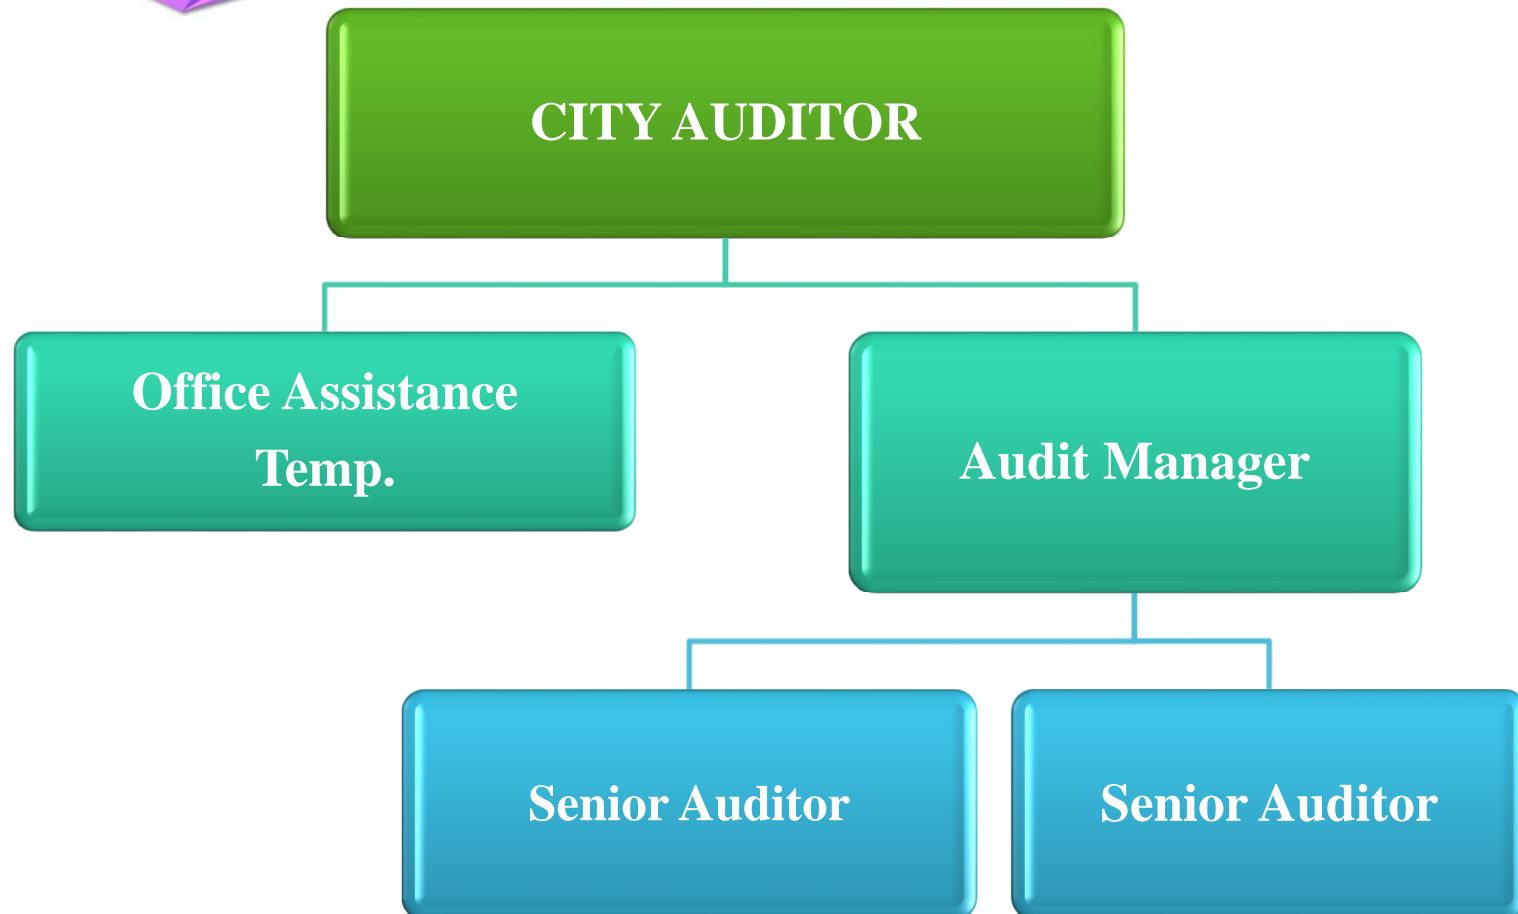 CITY AUDITOR
Office Assistance
Temp.
Audit Manager
Senior Auditor
Senior Auditor